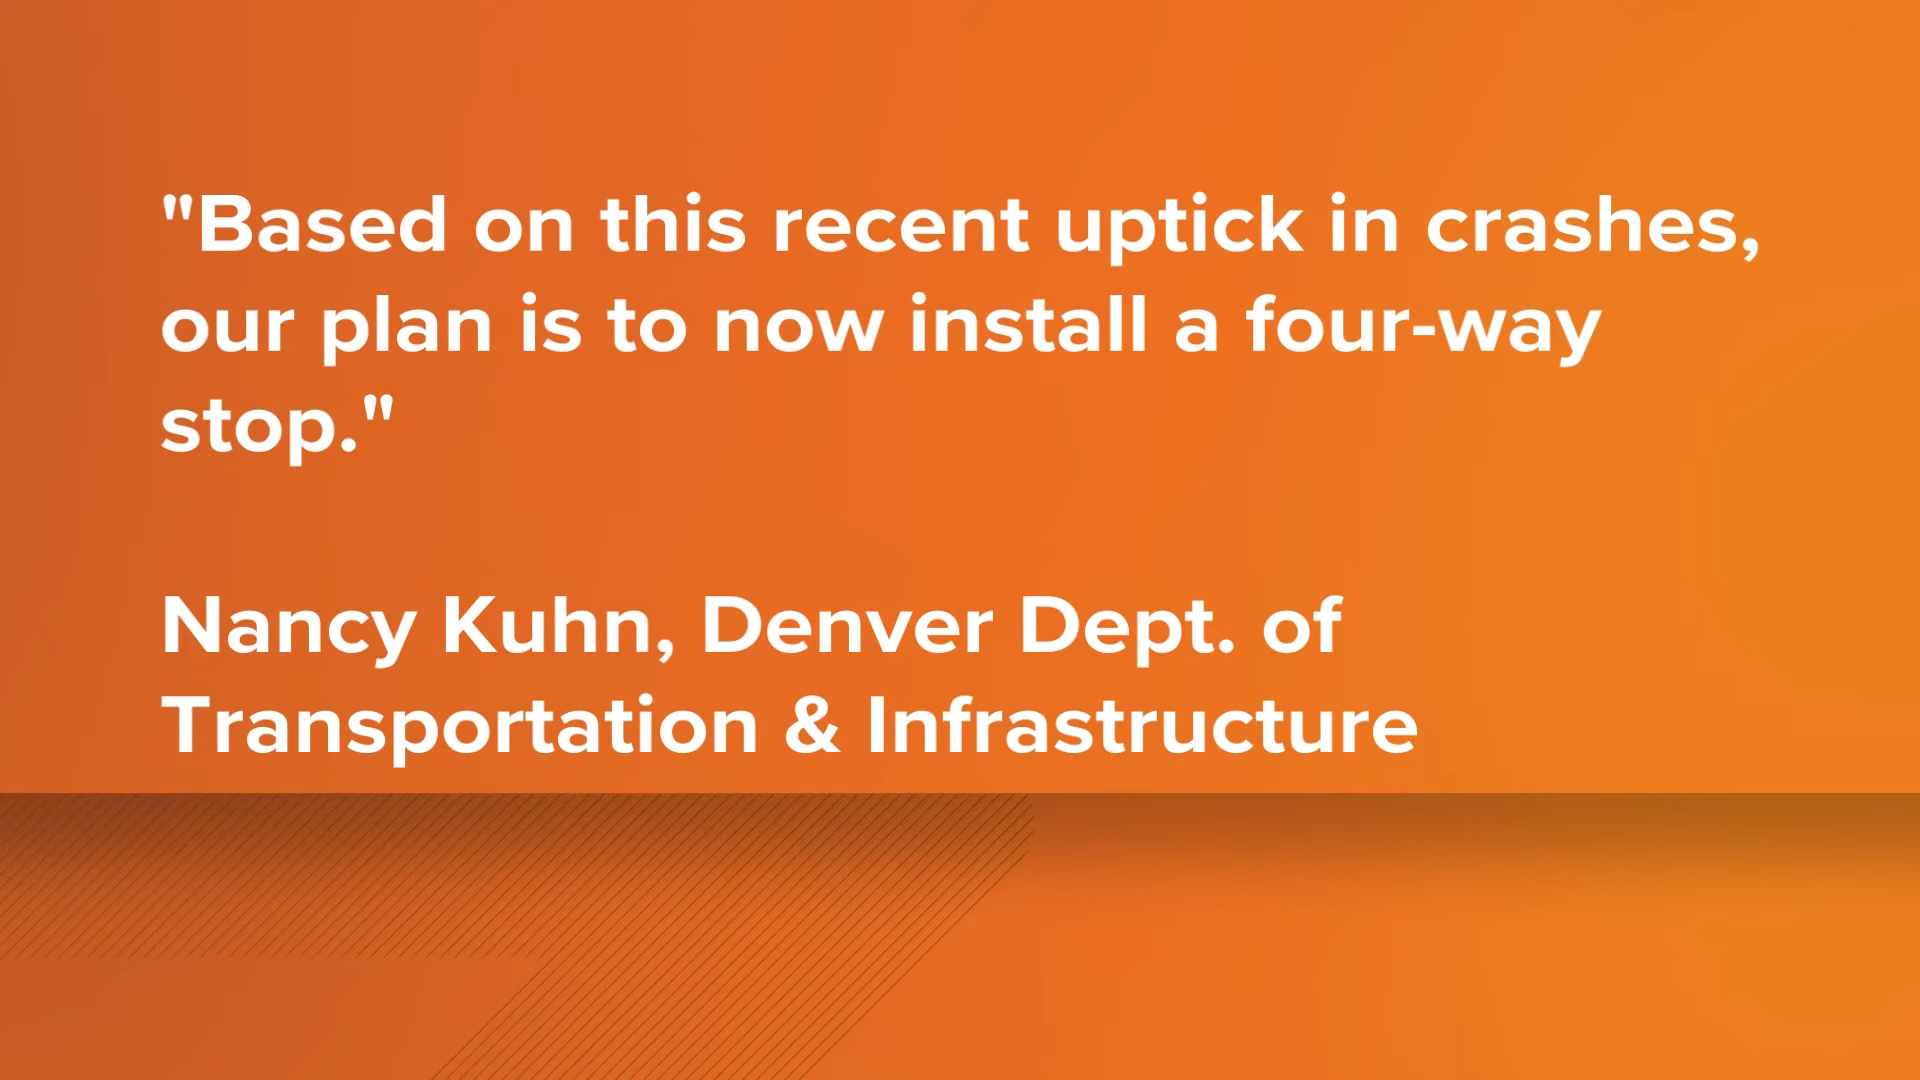 "Based on this recent uptick in crashes,
our plan is to now install a four-way
stop."
Nancy Kuhn, Denver Dept. of
Transportation & Infrastructure